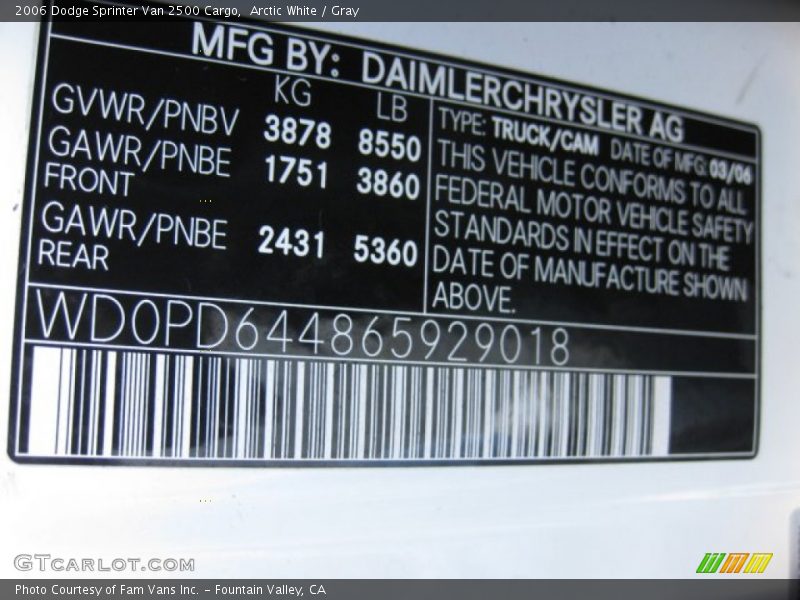 2006 Dodge Sprinter Van 2500 Cargo, Arctic White / Gray
MFG BY: DAIMLERCHRYSLER AG
KG LB
GVWR/PNBV 3878 8550
GAWR/PNBE 1751 3860
FRONT
GAWR/PNBE 2431 5360
REAR
TYPE: TRUCK/CAM DATE OF MFG: 03/06
THIS VEHICLE CONFORMS TO ALL
FEDERAL MOTOR VEHICLE SAFETY
STANDARDS IN EFFECT ON THE
DATE OF MANUFACTURE SHOWN
ABOVE.
WD0PD644865929018
GTCARLOT.COM
Photo Courtesy of Fam Vans Inc. - Fountain Valley, CA